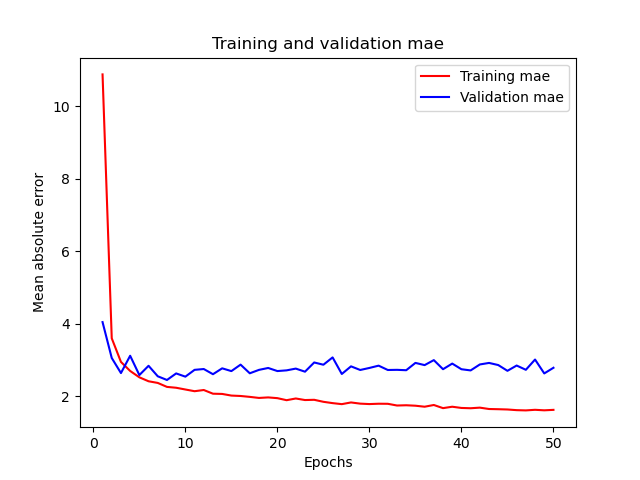 Training and validation mae
Training mae
Validation mae
Mean absolute error
10
8
6
4
2
0
10
20
30
40
50
Epochs